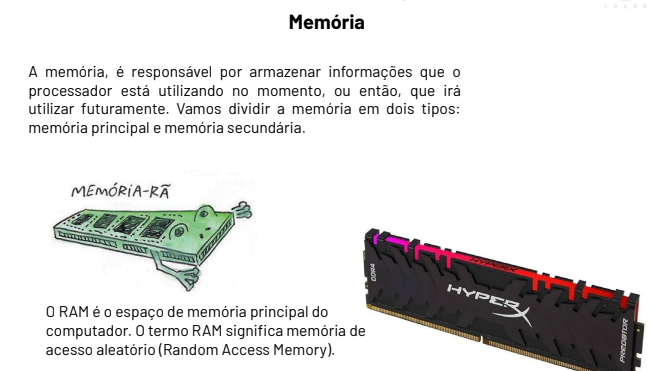 Memória
A memória, é responsável por armazenar informações que o
processador está utilizando no momento, ou então, que irá
utilizar futuramente. Vamos dividir a memória em dois tipos:
memória principal e memória secundária.
MEMÓRIA-RÃ
DDR4
HYPERX
HYPERX
PREDATOR
O RAM é o espaço de memória principal do
computador. O termo RAM significa memória de
acesso aleatório (Random Access Memory).